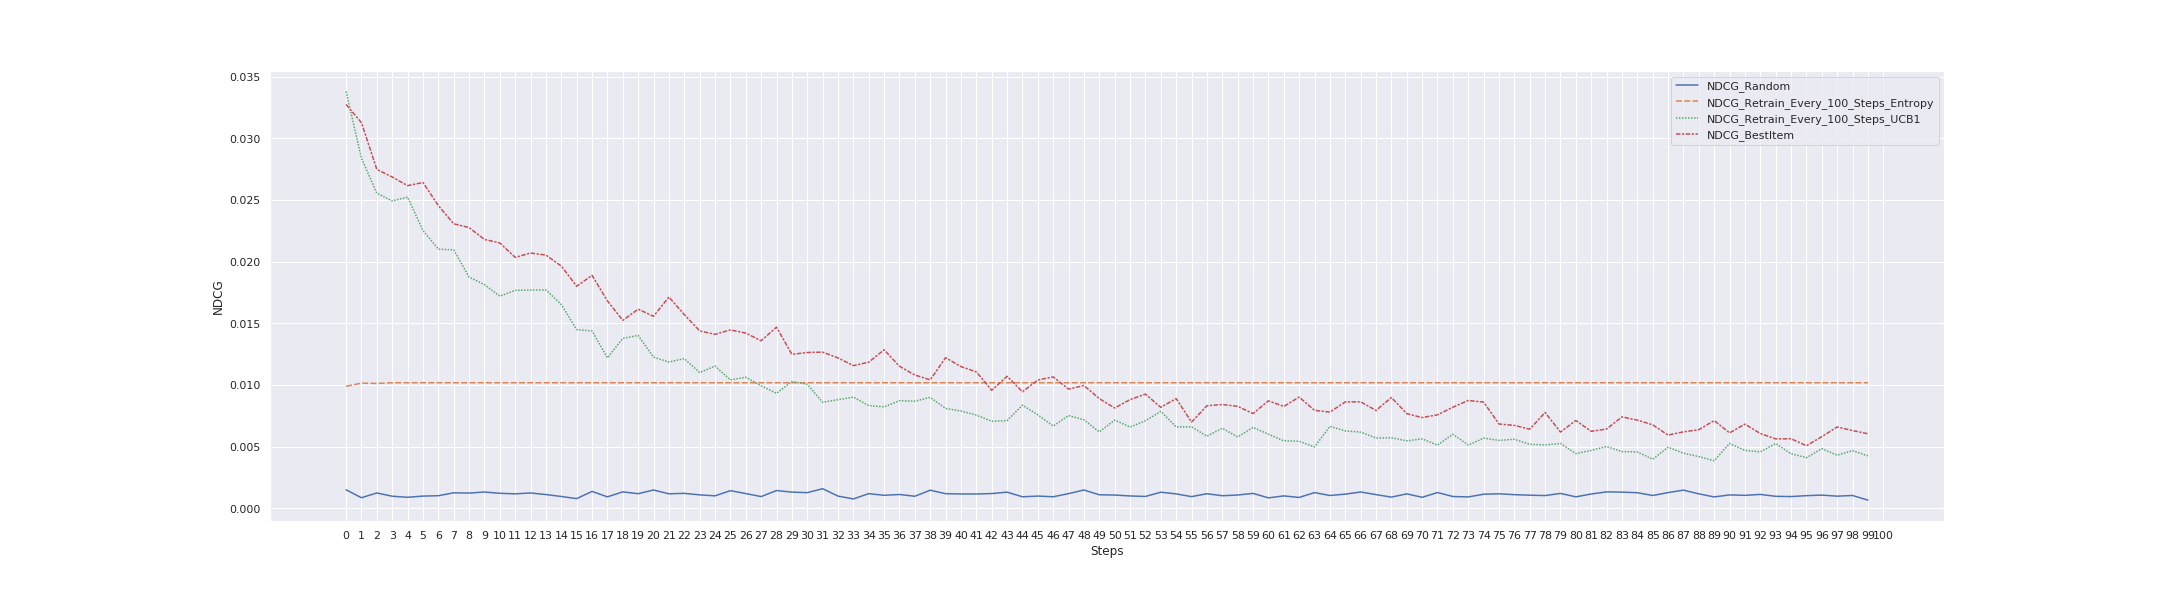 0.035
0.030
0.025
0.020
0.015
0.010
0.005
0.000
NDCG
NDCG_Random
NDCG_Retrain_Every_100_Steps_Entropy
NDCG_Retrain_Every_100_Steps_UCB1
NDCG_BestItem
0 1 2 3 4 5 6 7 8 9 10 11 12 13 14 15 16 17 18 19 20 21 22 23 24 25 26 27 28 29 30 31 32 33 34 35 36 37 38 39 40 41 42 43 44 45 46 47 48 49 50 51 52 53 54 55 56 57 58 59 60 61 62 63 64 65 66 67 68 69 70 71 72 73 74 75 76 77 78 79 80 81 82 83 84 85 86 87 88 89 90 91 92 93 94 95 96 97 98 99 100
Steps